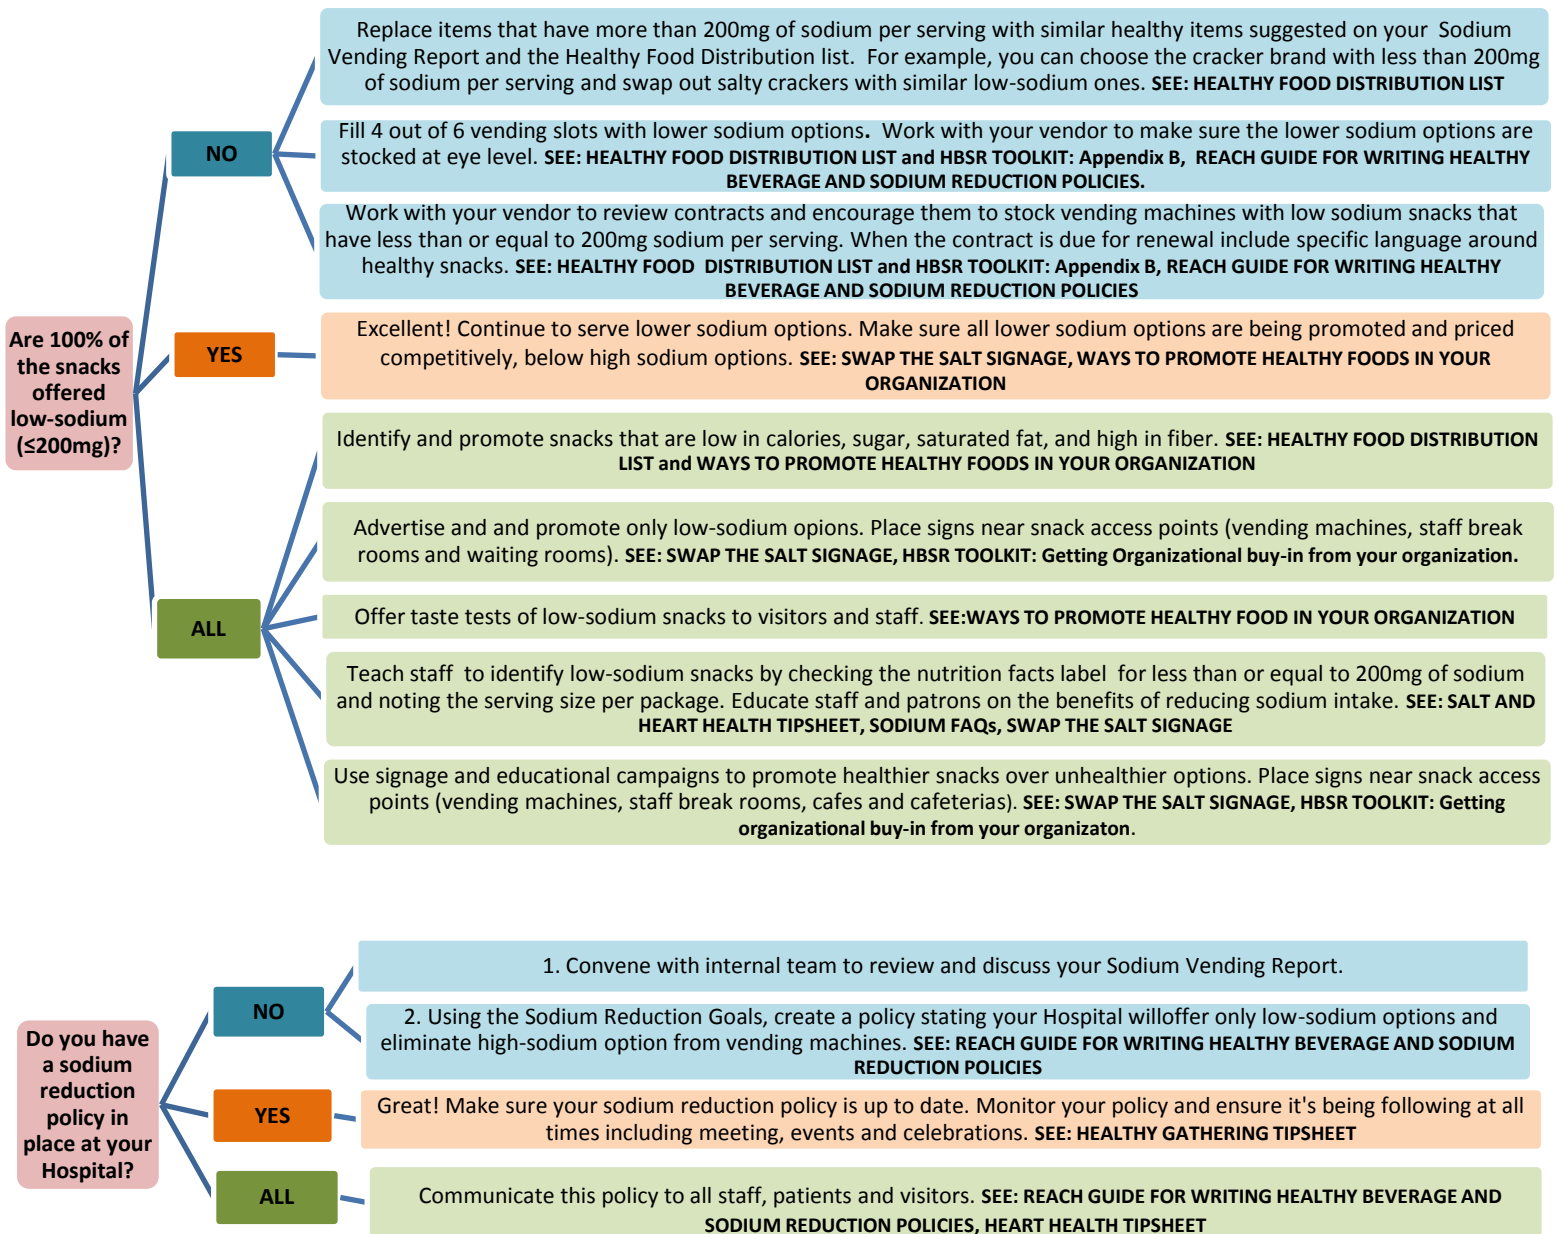 Are 100% of
the snacks
offered
low-sodium
(≤200mg)?
NO
Replace items that have more than 200mg of sodium per serving with similar healthy items suggested on your Sodium
Vending Report and the Healthy Food Distribution list. For example, you can choose the cracker brand with less than 200mg
of sodium per serving and swap out salty crackers with similar low-sodium ones. SEE: HEALTHY FOOD DISTRIBUTION LIST
Fill 4 out of 6 vending slots with lower sodium options. Work with your vendor to make sure the lower sodium options are
stocked at eye level. SEE: HEALTHY FOOD DISTRIBUTION LIST and HBSR TOOLKIT: Appendix B, REACH GUIDE FOR WRITING HEALTHY
BEVERAGE AND SODIUM REDUCTION POLICIES.
Work with your vendor to review contracts and encourage them to stock vending machines with low sodium snacks that
have less than or equal to 200mg sodium per serving. When the contract is due for renewal include specific language around
healthy snacks. SEE: HEALTHY FOOD DISTRIBUTION LIST and HBSR TOOLKIT: Appendix B, REACH GUIDE FOR WRITING HEALTHY
BEVERAGE AND SODIUM REDUCTION POLICIES
YES
Excellent! Continue to serve lower sodium options. Make sure all lower sodium options are being promoted and priced
competitively, below high sodium options. SEE: SWAP THE SALT SIGNAGE, WAYS TO PROMOTE HEALTHY FOODS IN YOUR
ORGANIZATION
ALL
Identify and promote snacks that are low in calories, sugar, saturated fat, and high in fiber. SEE: HEALTHY FOOD DISTRIBUTION
LIST and WAYS TO PROMOTE HEALTHY FOODS IN YOUR ORGANIZATION
Advertise and and promote only low-sodium opions. Place signs near snack access points (vending machines, staff break
rooms and waiting rooms). SEE: SWAP THE SALT SIGNAGE, HBSR TOOLKIT: Getting Organizational buy-in from your organization.
Offer taste tests of low-sodium snacks to visitors and staff. SEE:WAYS TO PROMOTE HEALTHY FOOD IN YOUR ORGANIZATION
Teach staff to identify low-sodium snacks by checking the nutrition facts label for less than or equal to 200mg of sodium
and noting the serving size per package. Educate staff and patrons on the benefits of reducing sodium intake. SEE: SALT AND
HEART HEALTH TIPSHEET, SODIUM FAQs, SWAP THE SALT SIGNAGE
Use signage and educational campaigns to promote healthier snacks over unhealthier options. Place signs near snack access
points (vending machines, staff break rooms, cafes and cafeterias). SEE: SWAP THE SALT SIGNAGE, HBSR TOOLKIT: Getting
organizational buy-in from your organizaton.
Do you have
a sodium
reduction
policy in
place at your
Hospital?
NO
1. Convene with internal team to review and discuss your Sodium Vending Report.
2. Using the Sodium Reduction Goals, create a policy stating your Hospital willoffer only low-sodium options and
eliminate high-sodium option from vending machines. SEE: REACH GUIDE FOR WRITING HEALTHY BEVERAGE AND SODIUM
REDUCTION POLICIES
YES
Great! Make sure your sodium reduction policy is up to date. Monitor your policy and ensure it's being following at all
times including meeting, events and celebrations. SEE: HEALTHY GATHERING TIPSHEET
ALL
Communicate this policy to all staff, patients and visitors. SEE: REACH GUIDE FOR WRITING HEALTHY BEVERAGE AND
SODIUM REDUCTION POLICIES, HEART HEALTH TIPSHEET